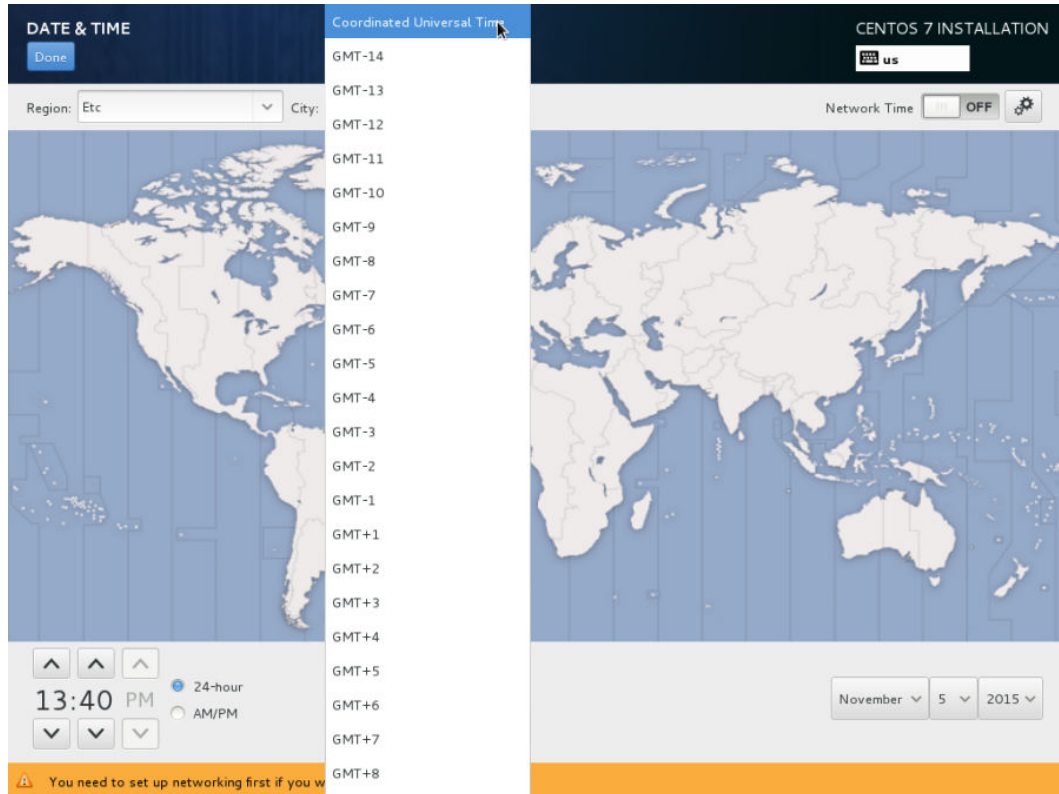 DATE & TIME
Done
CENTOS 7 INSTALLATION
us
Region: Etc
City:
Coordinated Universal Time
GMT-14
GMT-13
GMT-12
GMT-11
GMT-10
GMT-9
GMT-8
GMT-7
GMT-6
GMT-5
GMT-4
GMT-3
GMT-2
GMT-1
GMT+1
GMT+2
GMT+3
GMT+4
GMT+5
GMT+6
GMT+7
GMT+8
Network Time OFF
13:40 PM
24-hour
AM/PM
November 5 2015
You need to set up networking first if you w